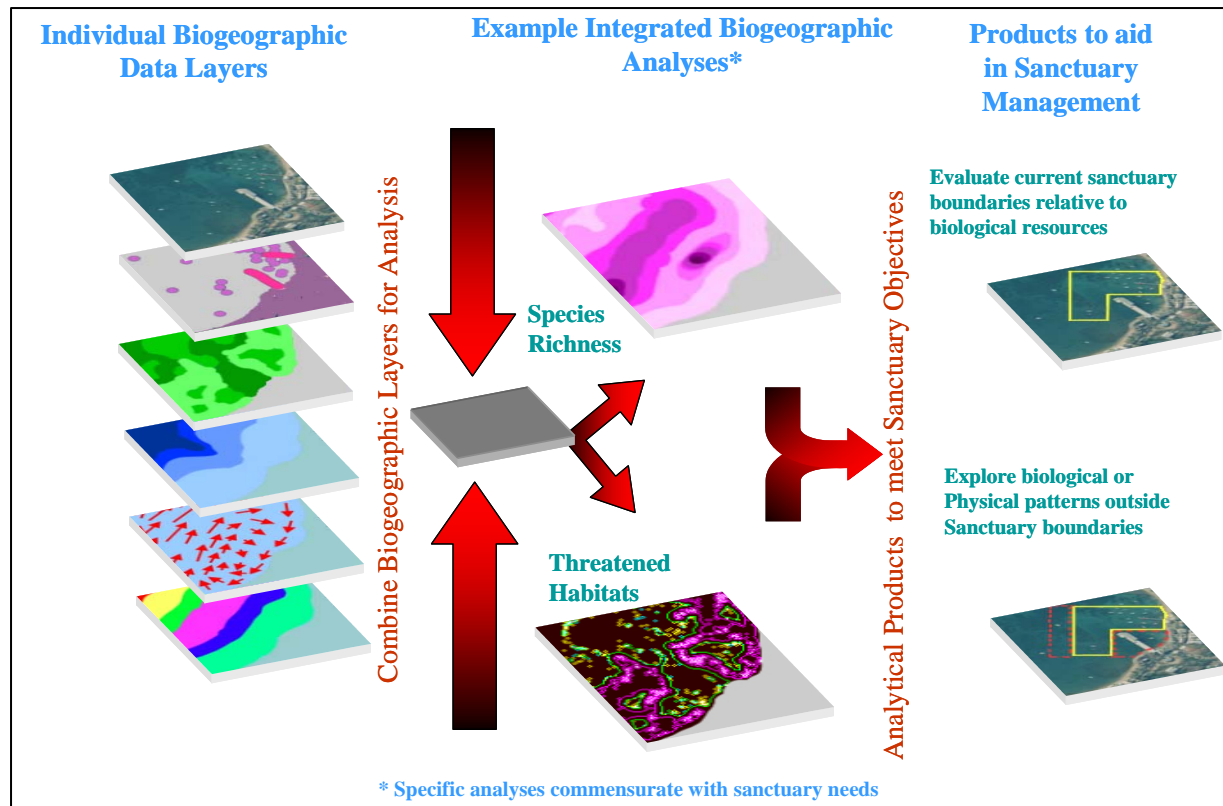 Individual Biogeographic
Data Layers
Example Integrated Biogeographic
Analyses*
Products to aid
in Sanctuary
Management
Combine Biogeographic Layers for Analysis
Species
Richness
Threatened
Habitats
Analytical Products to meet Sanctuary Objectives
Evaluate current sanctuary
boundaries relative to
biological resources
Explore biological or
Physical patterns outside
Sanctuary boundaries
* Specific analyses commensurate with sanctuary needs